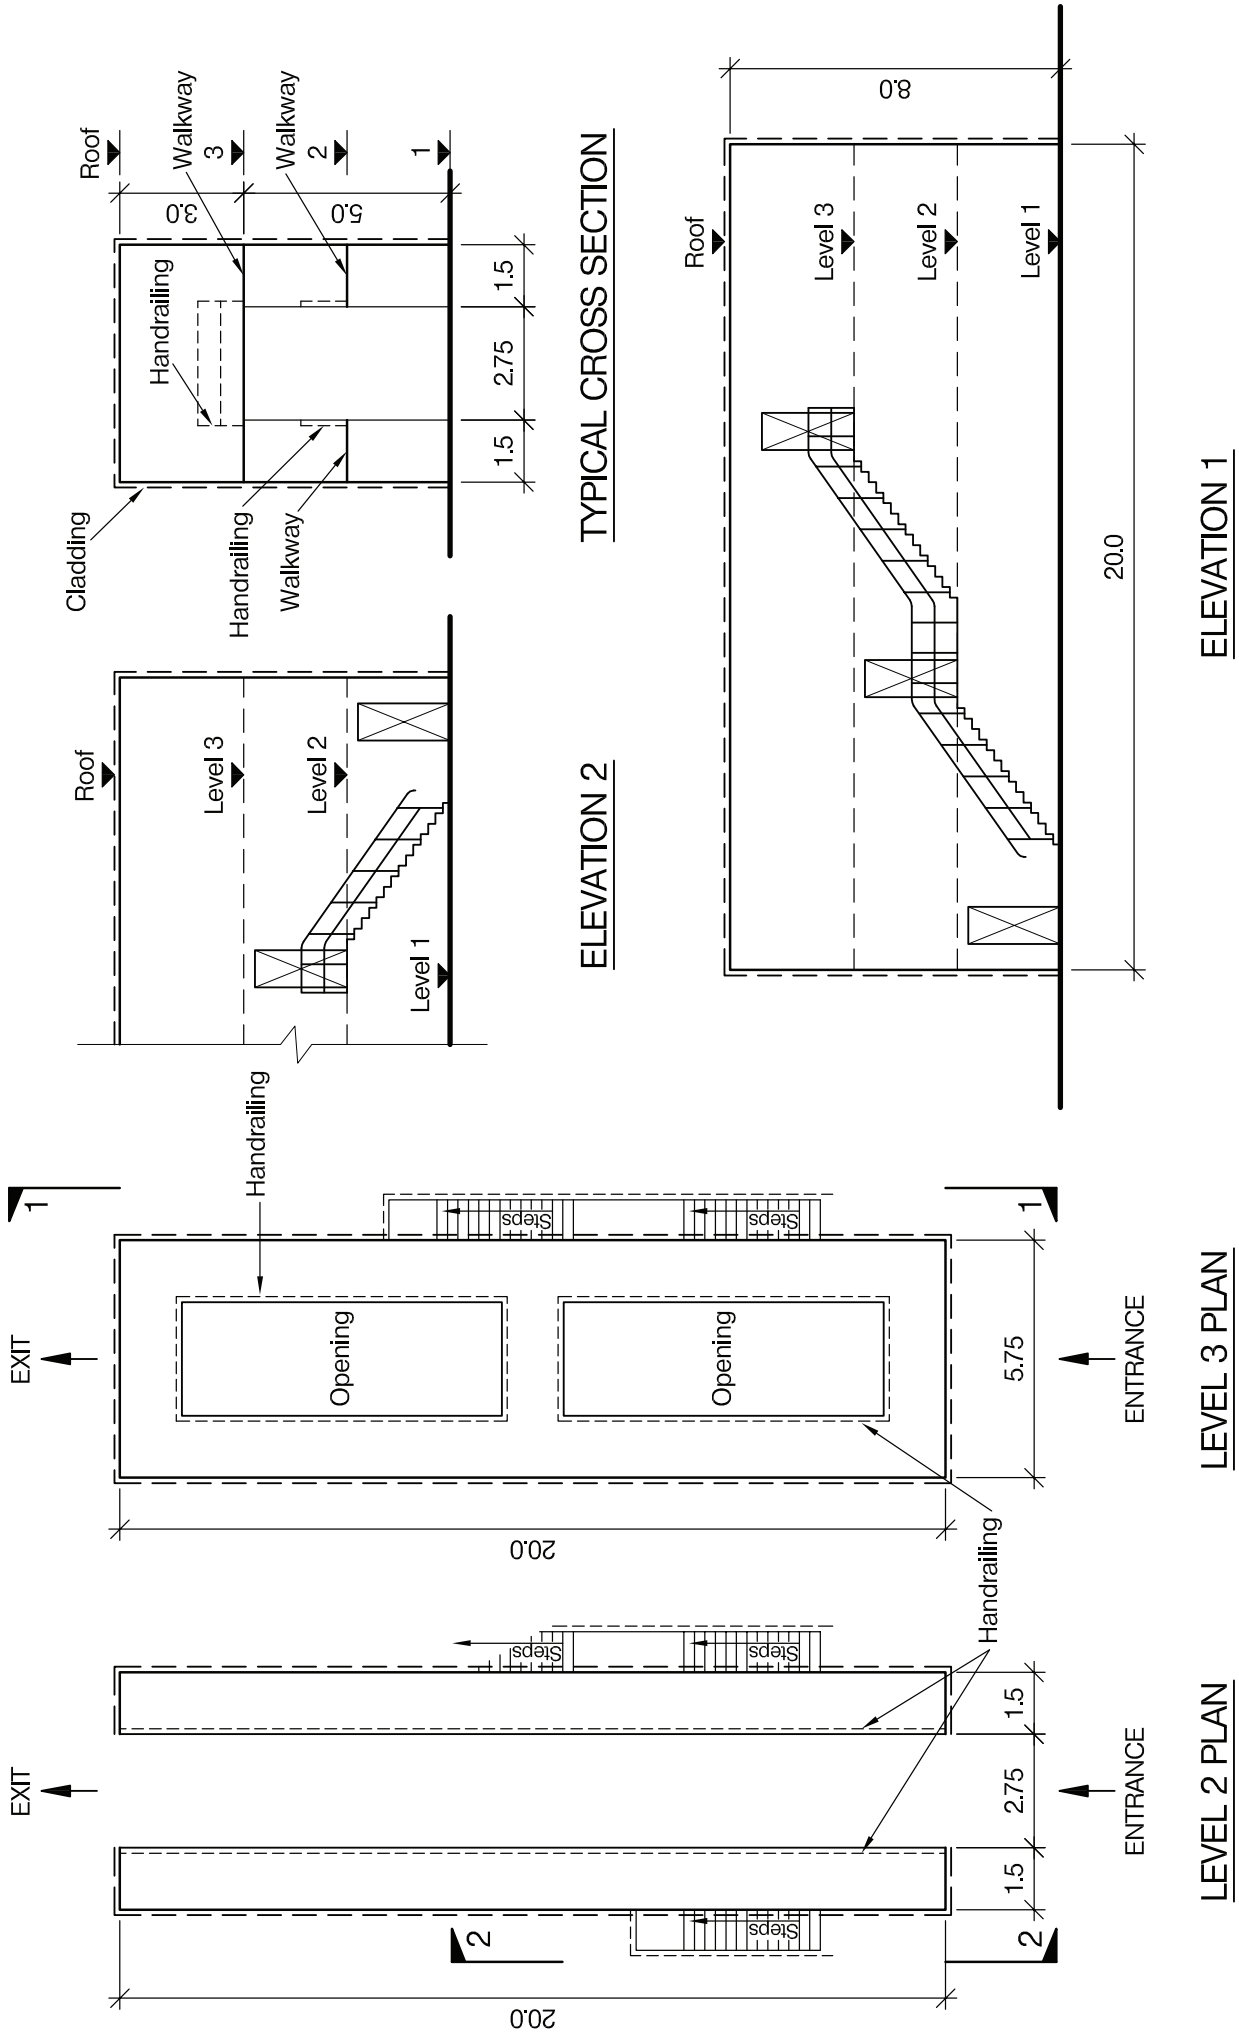 EXIT
20.0
2
Steps
2
Steps
Steps
1.5
2.75
1.5
ENTRANCE
LEVEL 2 PLAN
Handrailing
EXIT
20.0
1
Handrailing
Opening
Opening
Steps
Steps
1
5.75
ENTRANCE
LEVEL 3 PLAN
Roof
Level 3
Level 2
Level 1
ELEVATION 2
Cladding
Handrailing
Walkway
Handrailing
Roof
Walkway
3
Walkway
2
1
3.0
5.0
1.5
2.75
1.5
TYPICAL CROSS SECTION
Roof
Level 3
Level 2
Level 1
8.0
20.0
ELEVATION 1